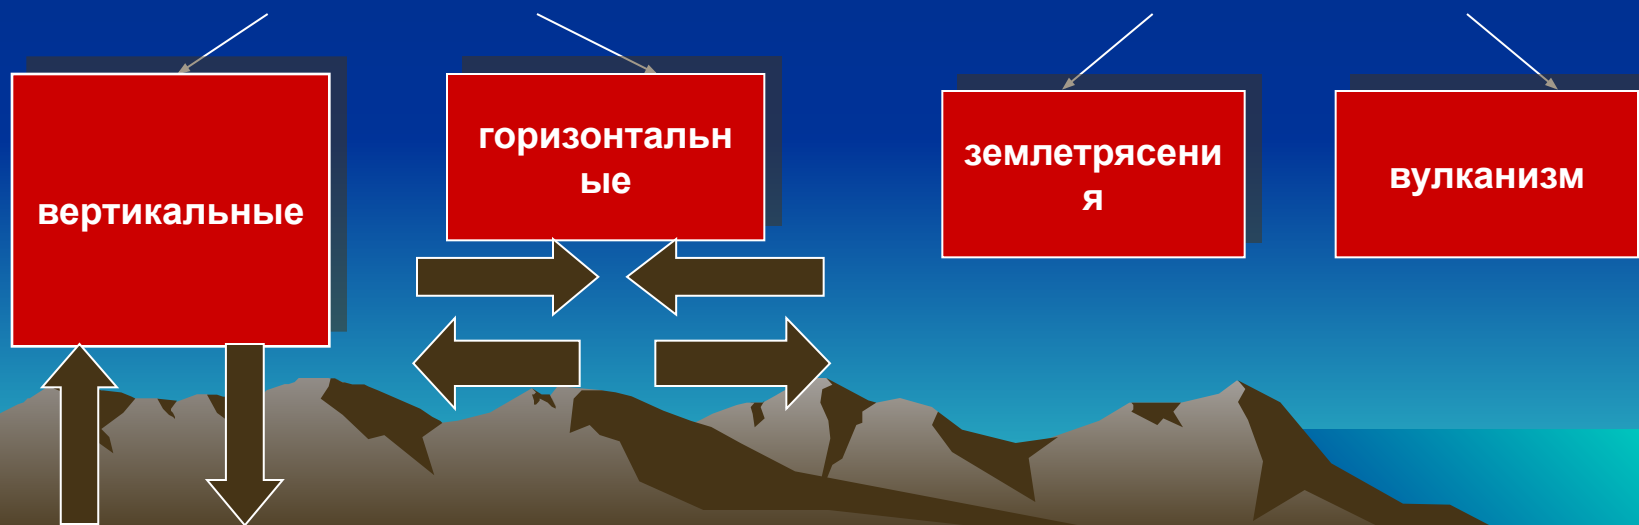 вертикальные
горизонтальн
ые
землетрясени
я
вулканизм